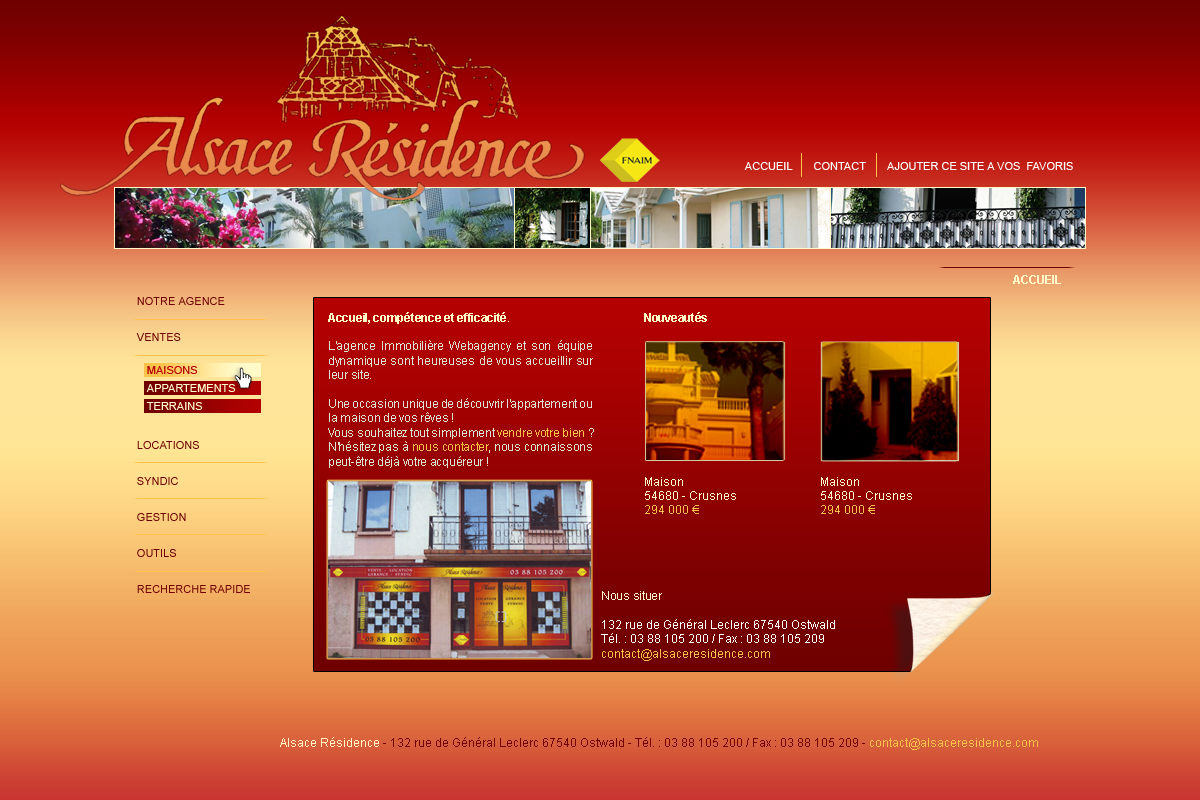 Alsace Résidence
FNAIM
ACCUEIL
CONTACT
AJOUTER CE SITE A VOS FAVORIS
ACCUEIL
NOTRE AGENCE
VENTES
MAISONS
APPARTEMENTS
TERRAINS
LOCATIONS
SYNDIC
GESTION
OUTILS
RECHERCHE RAPIDE
Accueil, compétence et efficacité.
L'agence Immobilière Webagency et son équipe
dynamique sont heureuses de vous accueillir sur
leur site.
Une occasion unique de découvrir l'appartement ou
la maison de vos rêves !
Vous souhaitez tout simplement vendre votre bien ?
N'hésitez pas à nous contacter, nous connaissons
peut-être déjà votre acquéreur !
VENTE - LOCATION
GERANCE - SYNDIC
Alsace Résidence
03 88 105 200
03 88 105 200
Nouveautés
Maison
54680 - Crusnes
294 000 €
Maison
54680 - Crusnes
294 000 €
Nous situer
132 rue de Général Leclerc 67540 Ostwald
Tél. : 03 88 105 200 / Fax : 03 88 105 209
contact@alsaceresidence.com
Alsace Résidence - 132 rue de Général Leclerc 67540 Ostwald - Tél. : 03 88 105 200 / Fax : 03 88 105 209 - contact@alsaceresidence.com